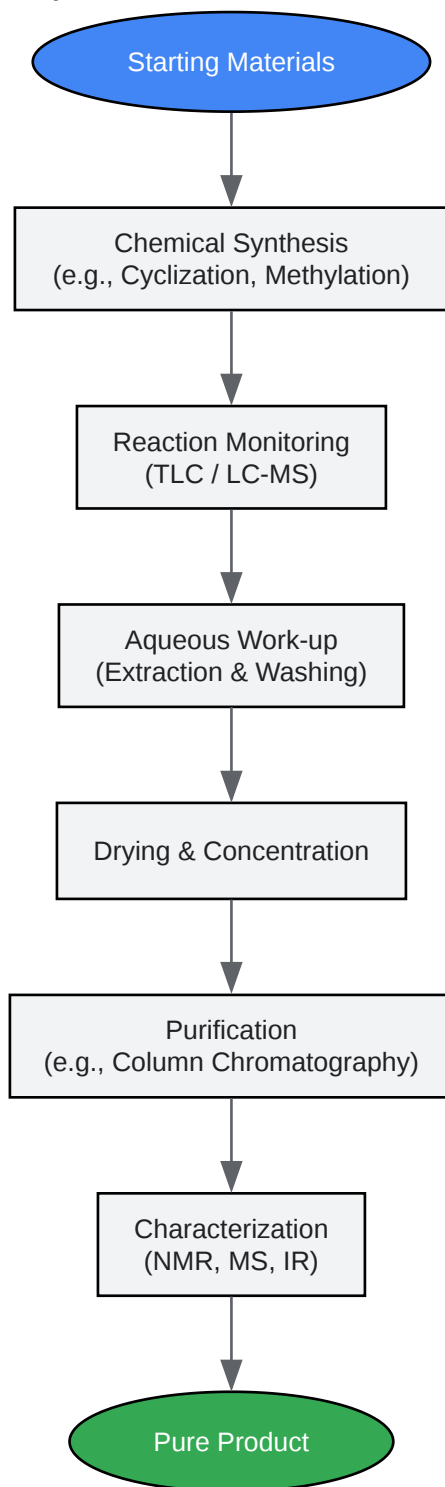 Starting Materials
Chemical Synthesis
(e.g., Cyclization, Methylation)
Reaction Monitoring
(TLC / LC-MS)
Aqueous Work-up
(Extraction & Washing)
Drying & Concentration
Purification
(e.g., Column Chromatography)
Characterization
(NMR, MS, IR)
Pure Product